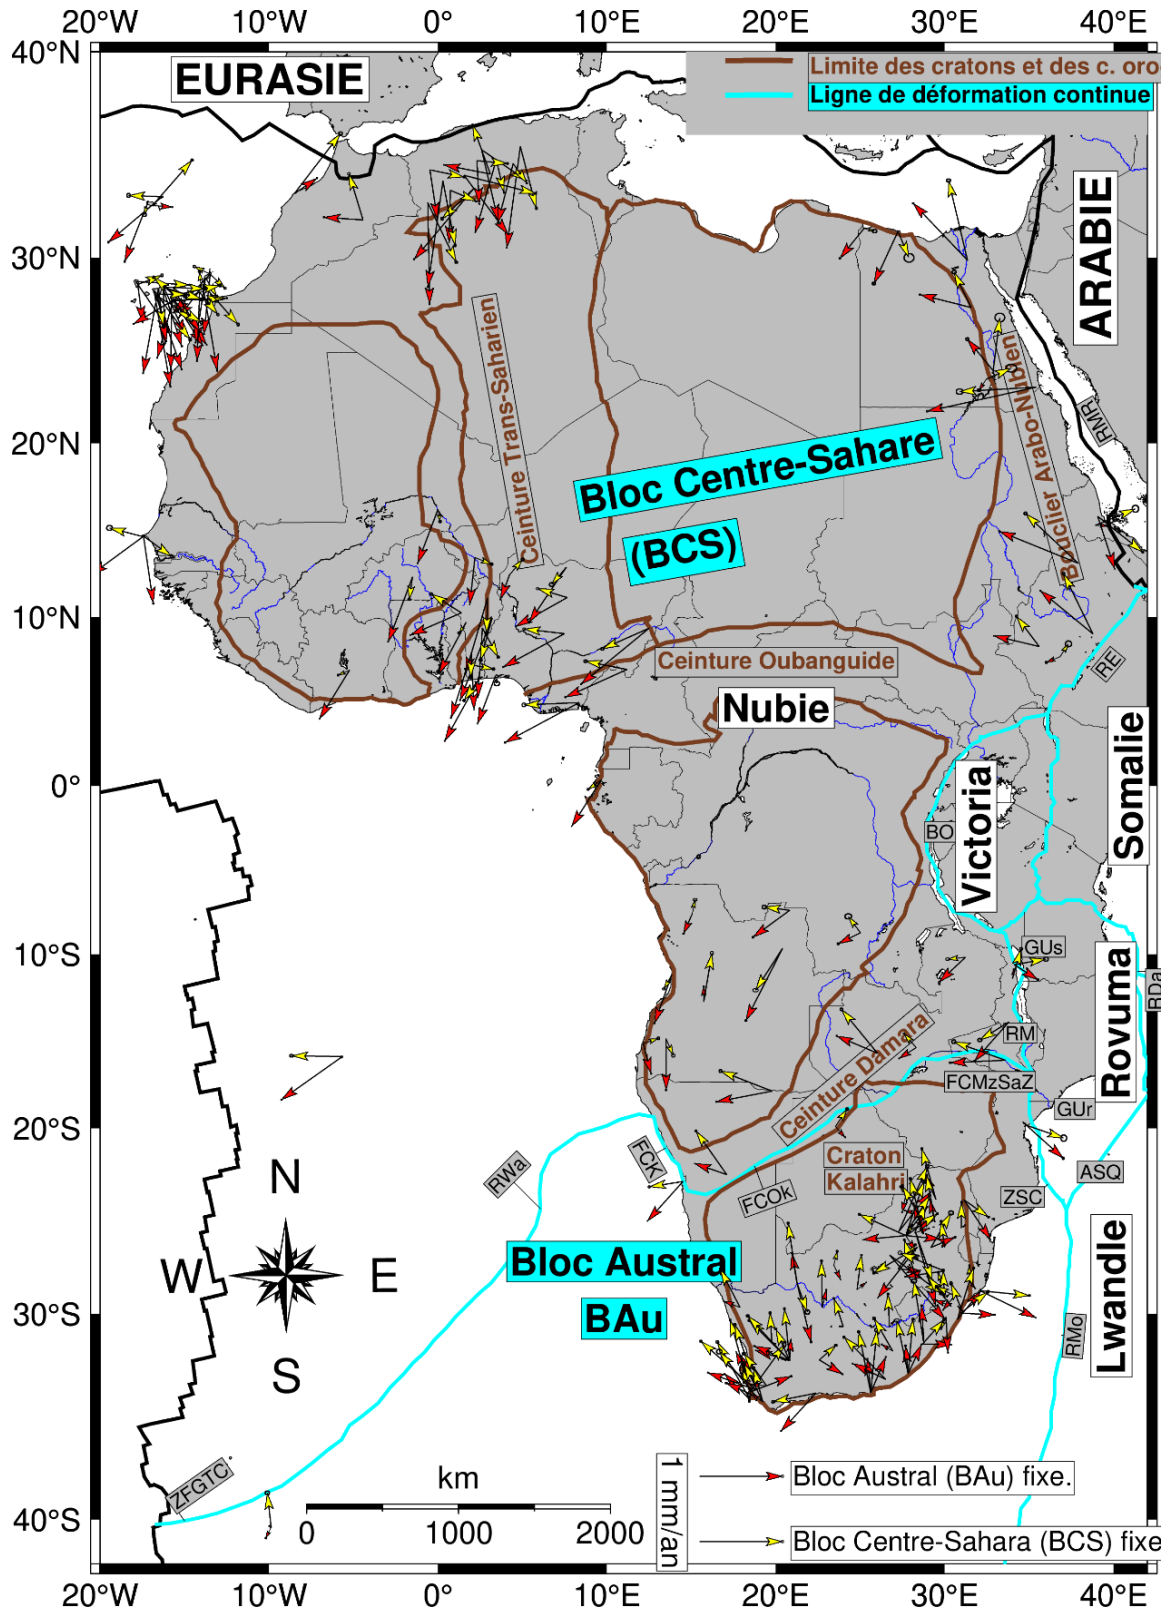 20°W 10°W 0° 10°E 20°E 30°E 40°E
40°N
EURASIE
Limite des cratons et des c. oro
Ligne de déformation continue
ARABIE
30°N
Ceinture Trans-Saharien
Bouclier Arabo-Nubien
RMR
20°N
Bloc Centre-Sahare
(BCS)
10°N
Ceinture Oubanguide
RE
Nubie
Somalie
0°
Victoria
BO
10°S
GUs
RDa
Rovuma
RM
Ceinture Damara
FCMzSaZ
GUr
20°S
FCK
RWa
Craton
Kalahri
FCOk
ASQ
ZSC
N
W E
S
Bloc Austral
BAu
Lwandle
RMo
30°S
ZFGTC
km
0 1000 2000
1 mm/an
Bloc Austral (BAu) fixe.
Bloc Centre-Sahara (BCS) fixe
40°S
20°W 10°W 0° 10°E 20°E 30°E 40°E